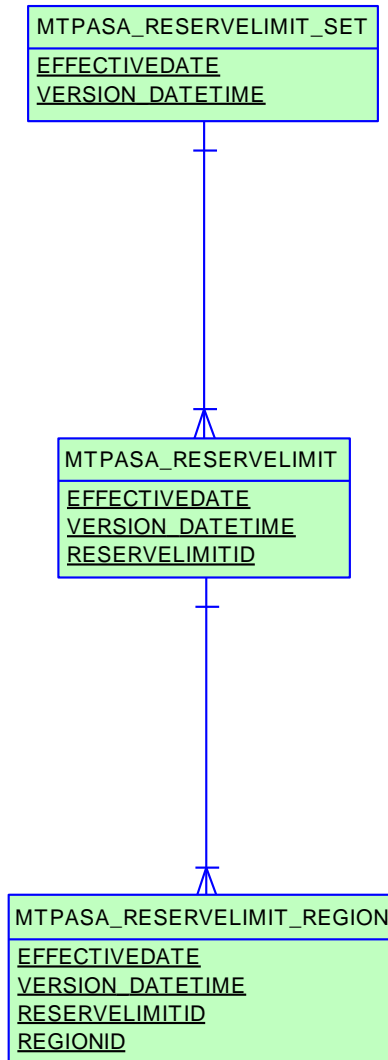 MTPASA_RESERVELIMIT_SET
EFFECTIVEDATE
VERSION_DATETIME
MTPASA_RESERVELIMIT
EFFECTIVEDATE
VERSION_DATETIME
RESERVELIMITID
MTPASA_RESERVELIMIT_REGION
EFFECTIVEDATE
VERSION_DATETIME
RESERVELIMITID
REGIONID